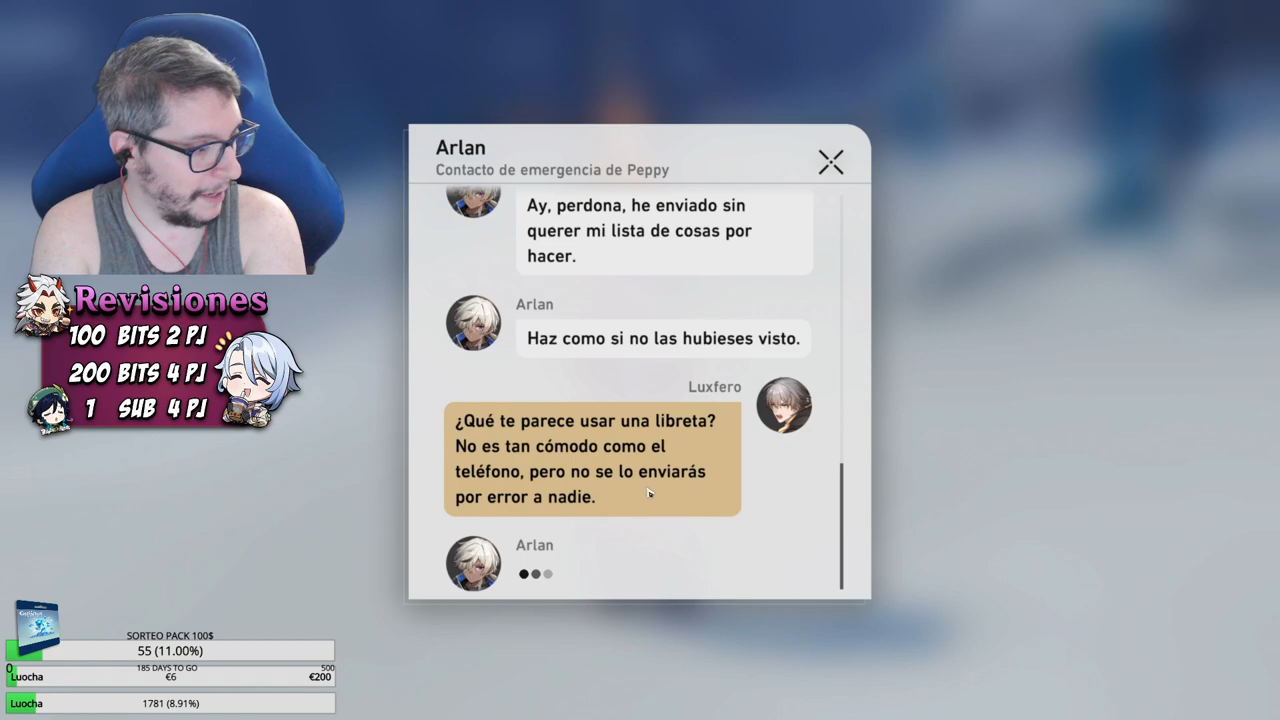 Arlan
Contacto de emergencia de Peppy
Ay, perdona, he enviado sin
querer mi lista de cosas por
hacer.
Arlan
Haz como si no las hubieses visto.
Luxfero
¿Qué te parece usar una libreta?
No es tan cómodo como el
teléfono, pero no se lo enviarás
por error a nadie.
Arlan
Revisiones
100 BITS 2 PJ
200 BITS 4 PJ
1 SUB 4 PJ
SORTEO PACK 100$
55 (11.00%)
0 185 DAYS TO GO 500
Luocha €6 €200
Luocha 1781 (8.91%)